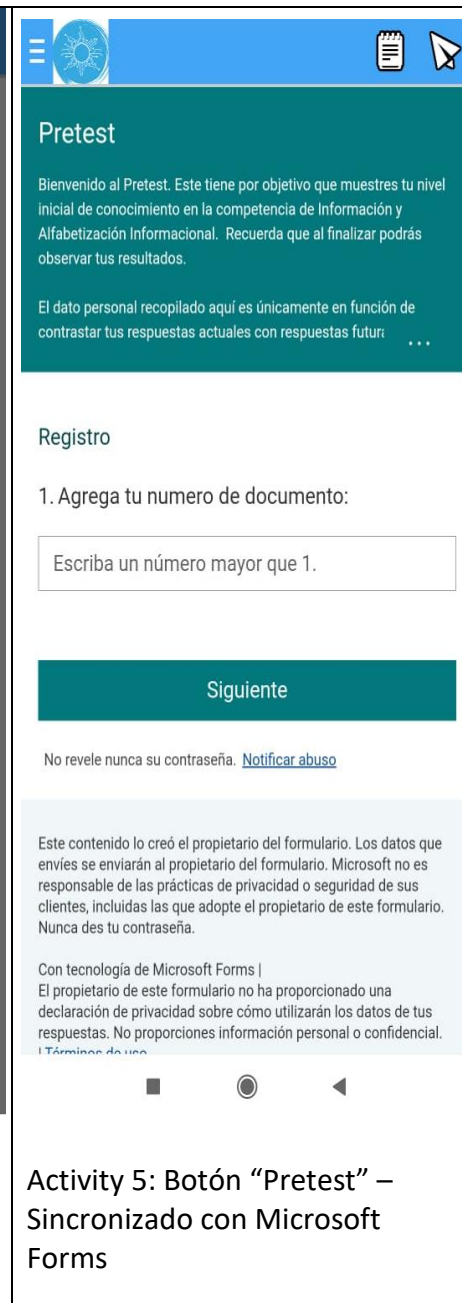 Pretest
Bienvenido al Pretest. Este tiene por objetivo que muestres tu nivel
inicial de conocimiento en la competencia de Información y
Alfabetización Informacional. Recuerda que al finalizar podrás
observar tus resultados.
El dato personal recopilado aquí es únicamente en función de
contrastar tus respuestas actuales con respuestas futura ...
Registro
1. Agrega tu numero de documento:
Escriba un número mayor que 1.
Siguiente
No revele nunca su contraseña. Notificar abuso
Este contenido lo creó el propietario del formulario. Los datos que
envíes se enviarán al propietario del formulario. Microsoft no es
responsable de las prácticas de privacidad o seguridad de sus
clientes, incluidas las que adopte el propietario de este formulario.
Nunca des tu contraseña.
Con tecnología de Microsoft Forms |
El propietario de este formulario no ha proporcionado una
declaración de privacidad sobre cómo utilizarán los datos de tus
respuestas. No proporciones información personal o confidencial.
| Términos de uso
Activity 5: Botón “Pretest” –
Sincronizado con Microsoft
Forms